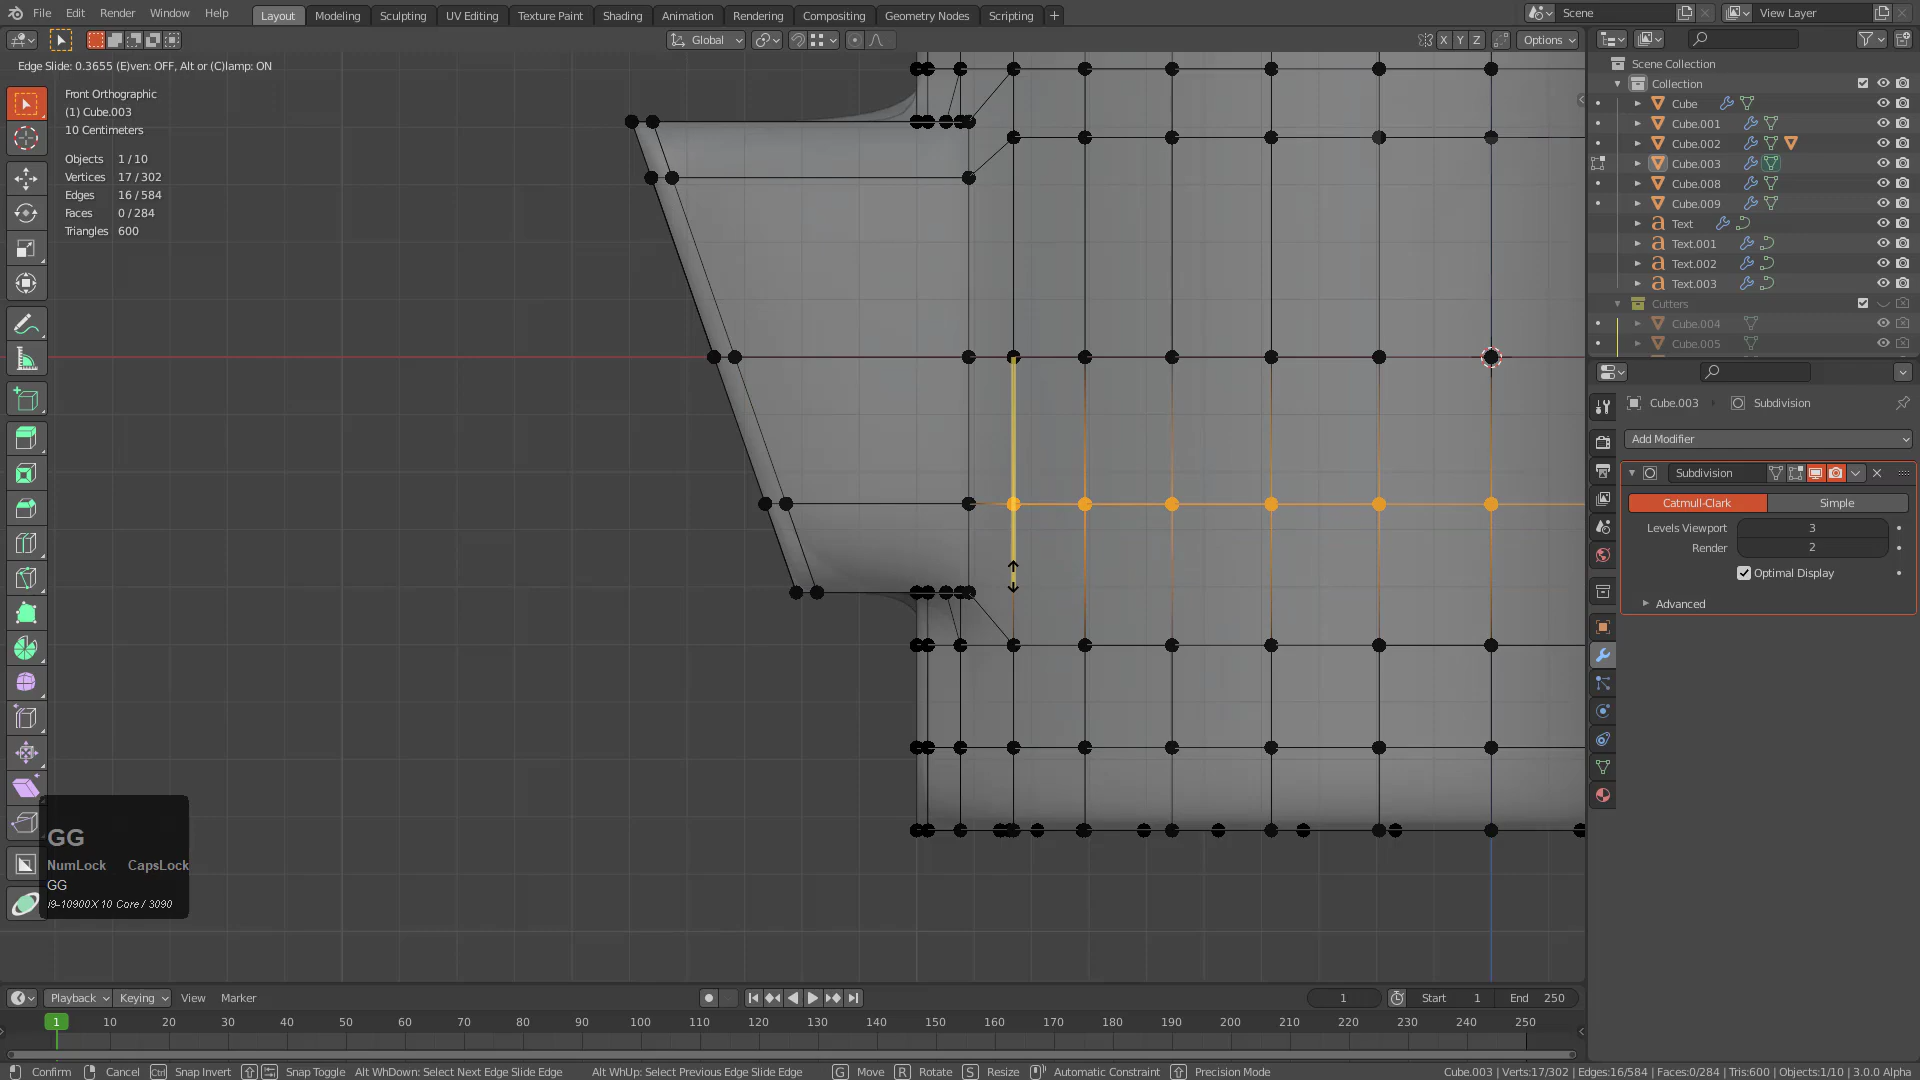 File Edit Render Window Help
Layout Modeling Sculpting UV Editing Texture Paint Shading Animation Rendering Compositing Geometry Nodes Scripting +
Scene View Layer
Global X Y Z Options
Edge Slide: 0.3655 (E)ven: OFF, Alt or (C)lamp: ON
Front Orthographic
(1) Cube.003
10 Centimeters
Objects 1 / 10
Vertices 17 / 302
Edges 16 / 584
Faces 0 / 284
Triangles 600
Scene Collection
Collection
Cube
Cube.001
Cube.002
Cube.003
Cube.008
Cube.009
Text
Text.001
Text.002
Text.003
Cutters
Cube.004
Cube.005
Cube.003 › Subdivision
Add Modifier
Subdivision
Catmull-Clark Simple
Levels Viewport 3
Render 2
Optimal Display
Advanced
GG
NumLock CapsLock
GG
i9-10900X 10 Core / 3090
Playback Keying View Marker
1 Start 1 End 250
1 10 20 30 40 50 60 70 80 90 100 110 120 130 140 150 160 170 180 190 200 210 220 230 240 250
Confirm Cancel Ctrl Snap Invert Snap Toggle Alt WhDown: Select Next Edge Slide Edge Alt WhUp: Select Previous Edge Slide Edge G Move R Rotate S Resize Automatic Constraint Precision Mode Cube.003 | Verts:17/302 | Edges:16/584 | Faces:0/284 | Tris:600 | Objects:1/10 | 3.0.0 Alpha